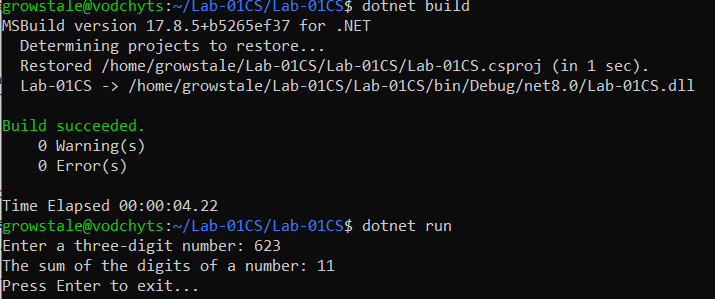 growstale@vodchyts:~/Lab-01CS/Lab-01CS$ dotnet build
MSBuild version 17.8.5+b5265ef37 for .NET
  Determining projects to restore...
  Restored /home/growstale/Lab-01CS/Lab-01CS/Lab-01CS.csproj (in 1 sec).
  Lab-01CS -> /home/growstale/Lab-01CS/Lab-01CS/bin/Debug/net8.0/Lab-01CS.dll

Build succeeded.
    0 Warning(s)
    0 Error(s)

Time Elapsed 00:00:04.22
growstale@vodchyts:~/Lab-01CS/Lab-01CS$ dotnet run
Enter a three-digit number: 623
The sum of the digits of a number: 11
Press Enter to exit...